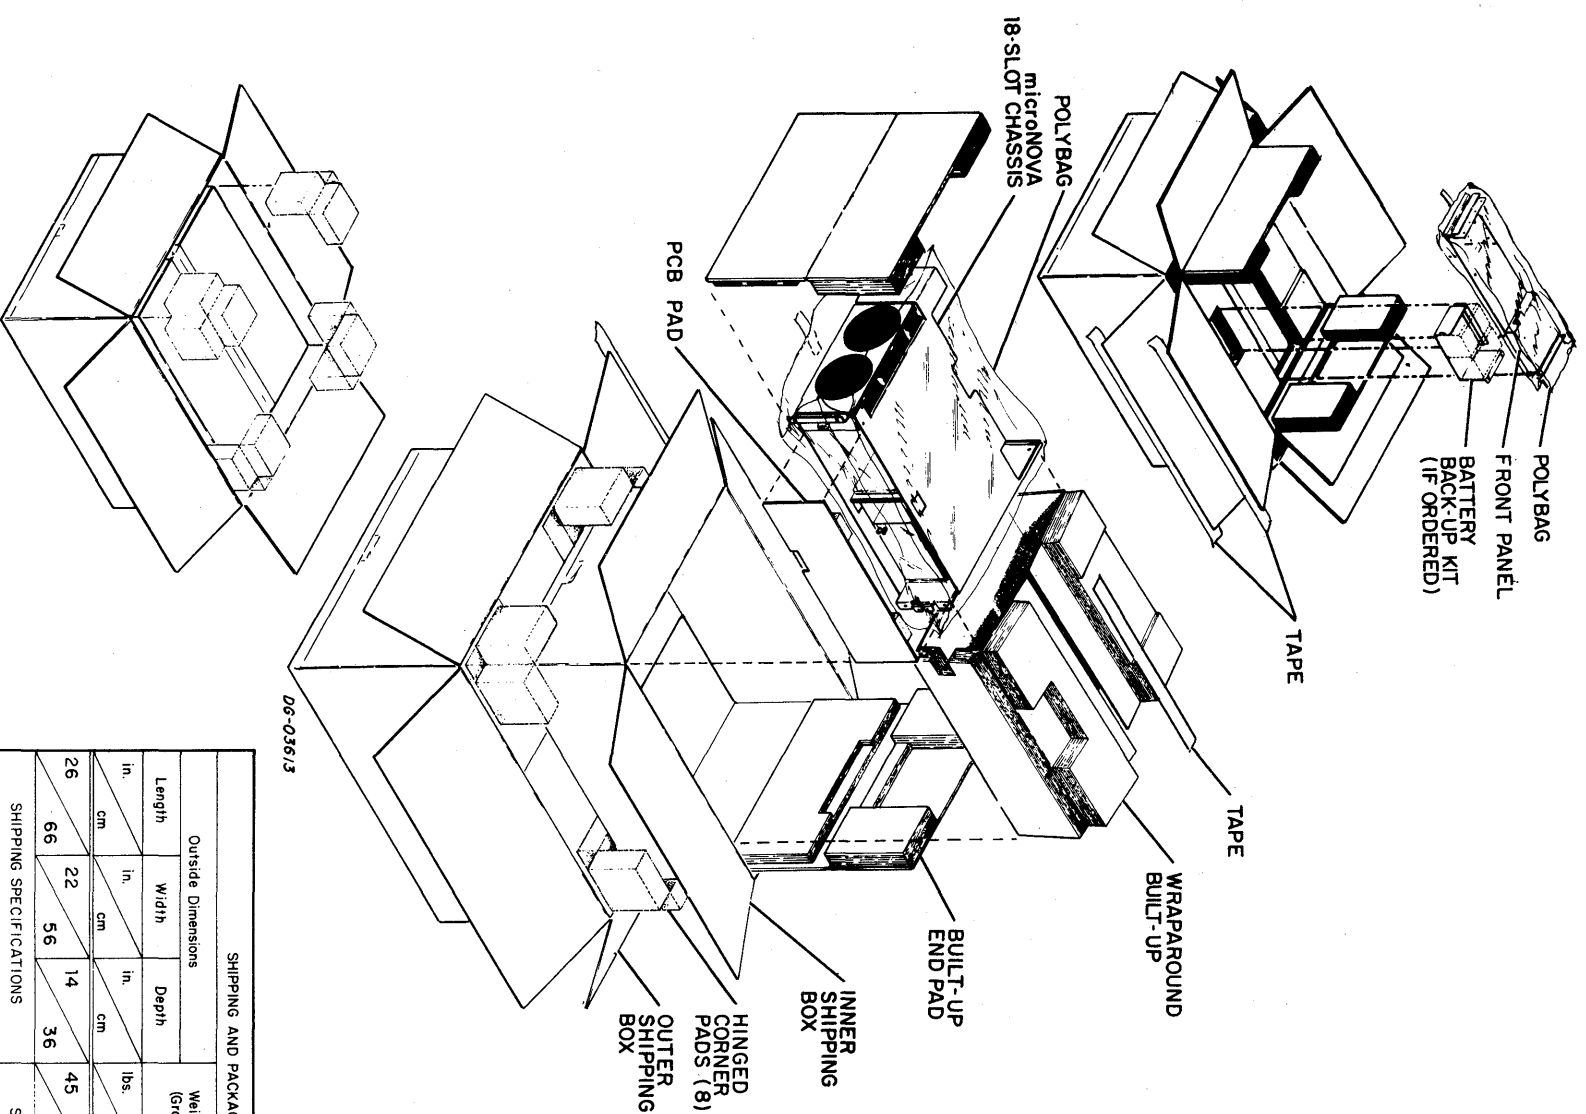 POLYBAG
FRONT PANEL
BATTERY
BACK-UP KIT
(IF ORDERED)
TAPE
POLYBAG
microNOVA
18-SLOT CHASSIS
TAPE
WRAPAROUND
BUILT-UP
BUILT-UP
END PAD
PCB PAD
INNER
SHIPPING
BOX
HINGED
CORNER
PADS (8)
OUTER
SHIPPING
BOX
DG-03613
SHIPPING AND PACKAG
Outside Dimensions
Wei
(Gro
Length Width Depth
in. cm in. cm in. cm lbs.
26 66 22 56 14 36 45
SHIPPING SPECIFICATIONS
S